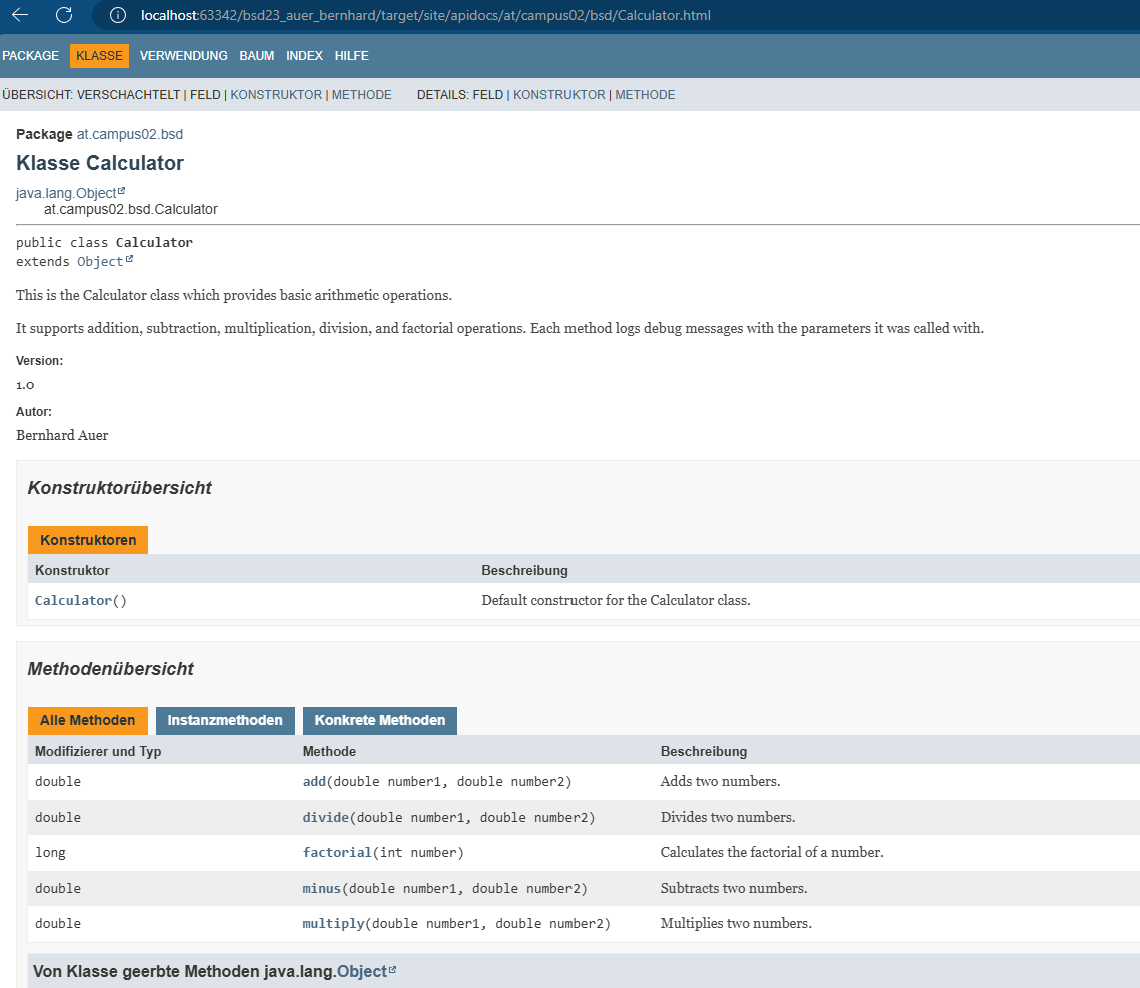 localhost:63342/bsd23_auer_bernhard/target/site/apidocs/at/campus02/bsd/Calculator.html
PACKAGE KLASSE VERWENDUNG BAUM INDEX HILFE
ÜBERSICHT: VERSCHACHTELT | FELD | KONSTRUKTOR | METHODE DETAILS: FELD | KONSTRUKTOR | METHODE
Package at.campus02.bsd
Klasse Calculator
java.lang.Object
at.campus02.bsd.Calculator
public class Calculator
extends Object
This is the Calculator class which provides basic arithmetic operations.
It supports addition, subtraction, multiplication, division, and factorial operations. Each method logs debug messages with the parameters it was called with.
Version:
1.0
Autor:
Bernhard Auer
Konstruktorübersicht
Konstruktoren
Konstruktor Beschreibung
Calculator() Default constructor for the Calculator class.
Methodenübersicht
Alle Methoden Instanzmethoden Konkrete Methoden
Modifizierer und Typ Methode Beschreibung
double add(double number1, double number2) Adds two numbers.
double divide(double number1, double number2) Divides two numbers.
long factorial(int number) Calculates the factorial of a number.
double minus(double number1, double number2) Subtracts two numbers.
double multiply(double number1, double number2) Multiplies two numbers.
Von Klasse geerbte Methoden java.lang.Object